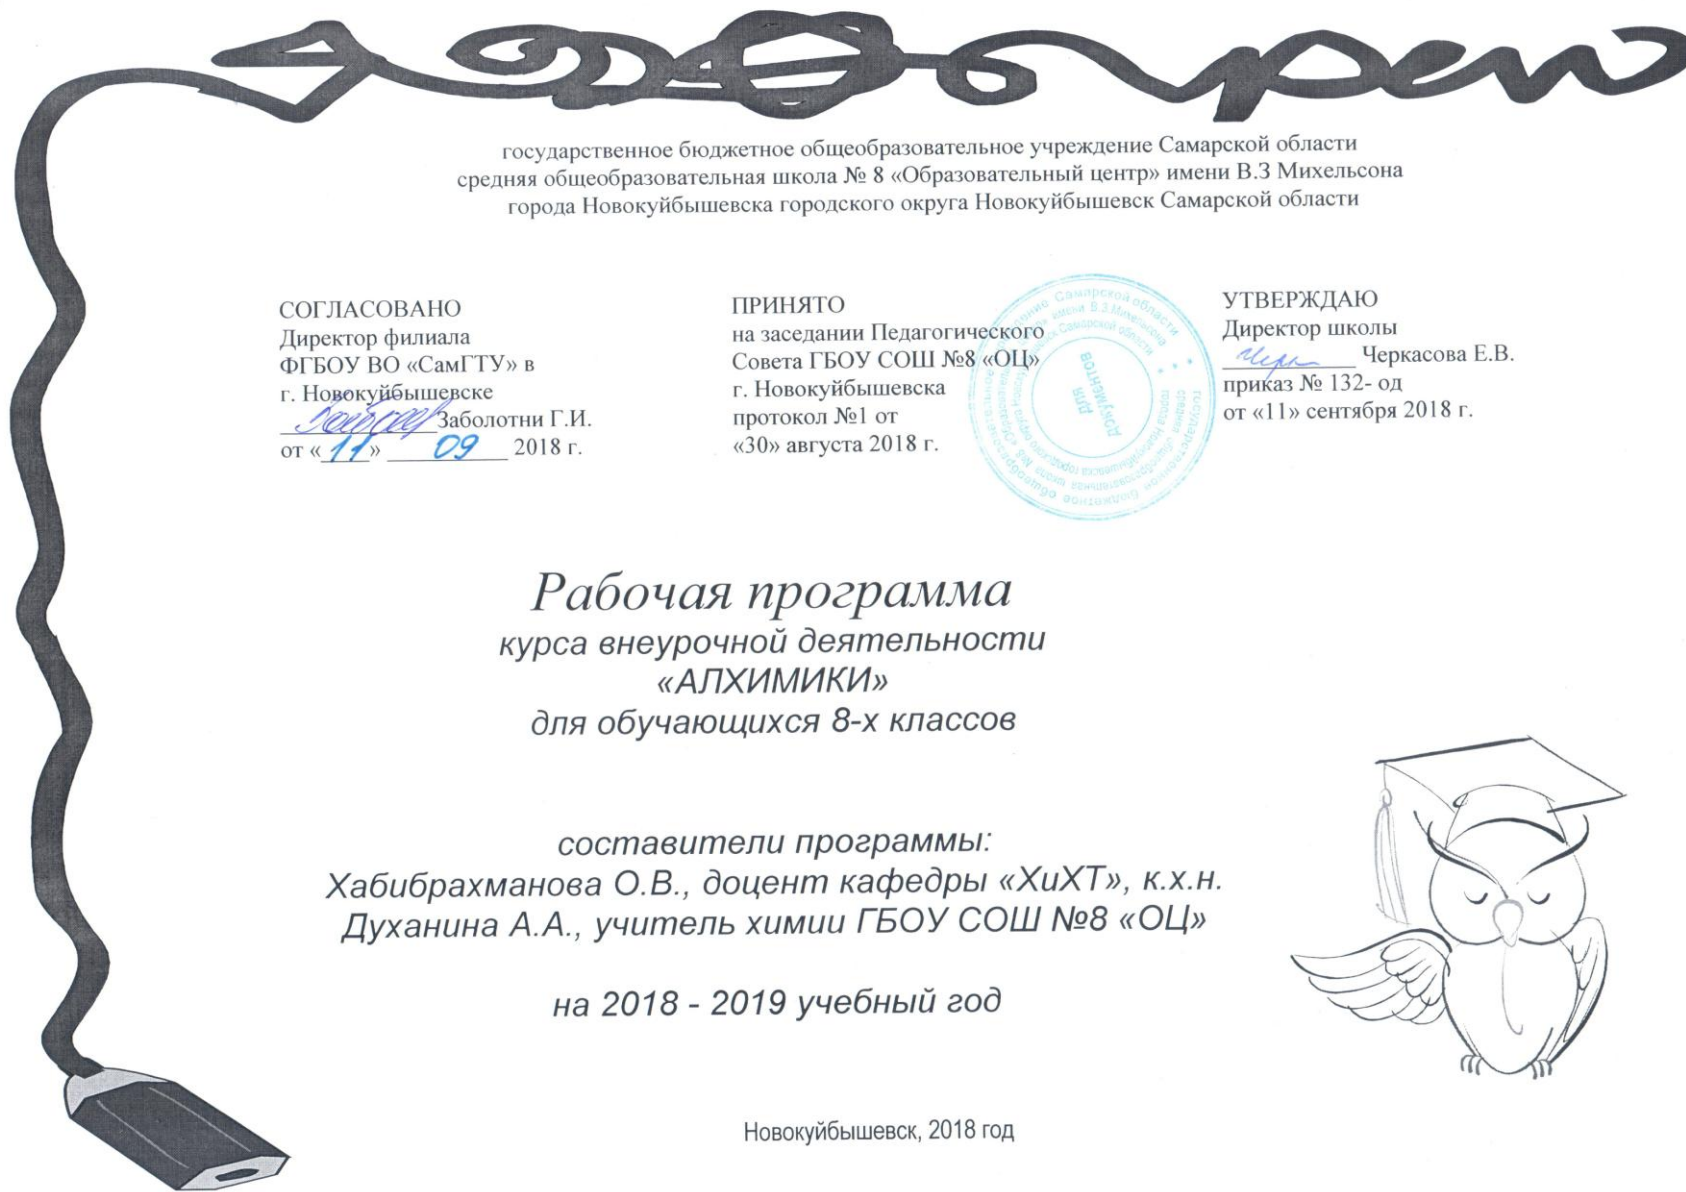 государственное бюджетное общеобразовательное учреждение Самарской области
средняя общеобразовательная школа № 8 «Образовательный центр» имени В.З Михельсона
города Новокуйбышевска городского округа Новокуйбышевск Самарской области
СОГЛАСОВАНО
Директор филиала
ФГБОУ ВО «СамГТУ» в
г. Новокуйбышевске
Заболотни Г.И.
от «11» 09 2018 г.
ПРИНЯТО
на заседании Педагогического
Совета ГБОУ СОШ №8 «ОЦ»
г. Новокуйбышевска
протокол №1 от
«30» августа 2018 г.
для
документов
УТВЕРЖДАЮ
Директор школы
Черкасова Е.В.
приказ № 132- од
от «11» сентября 2018 г.
Рабочая программа
курса внеурочной деятельности
«АЛХИМИКИ»
для обучающихся 8-х классов
составители программы:
Хабибрахманова О.В., доцент кафедры «ХиХТ», к.х.н.
Духанина А.А., учитель химии ГБОУ СОШ №8 «ОЦ»
на 2018 - 2019 учебный год
Новокуйбышевск, 2018 год